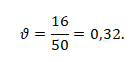 ϑ = 16/50 = 0,32.